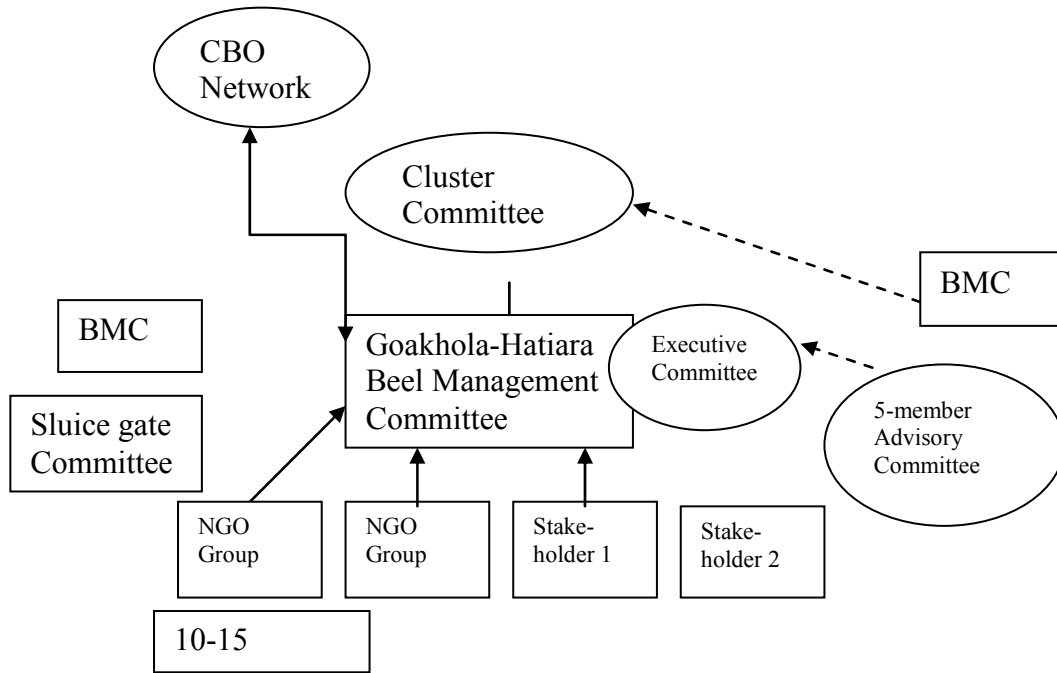 CBO
Network
Cluster
Committee
BMC
BMC
Goakhola-Hatiara
Beel Management
Committee
Executive
Committee
Sluice gate
Committee
5-member
Advisory
Committee
NGO
Group
NGO
Group
Stake-
holder 1
Stake-
holder 2
10-15